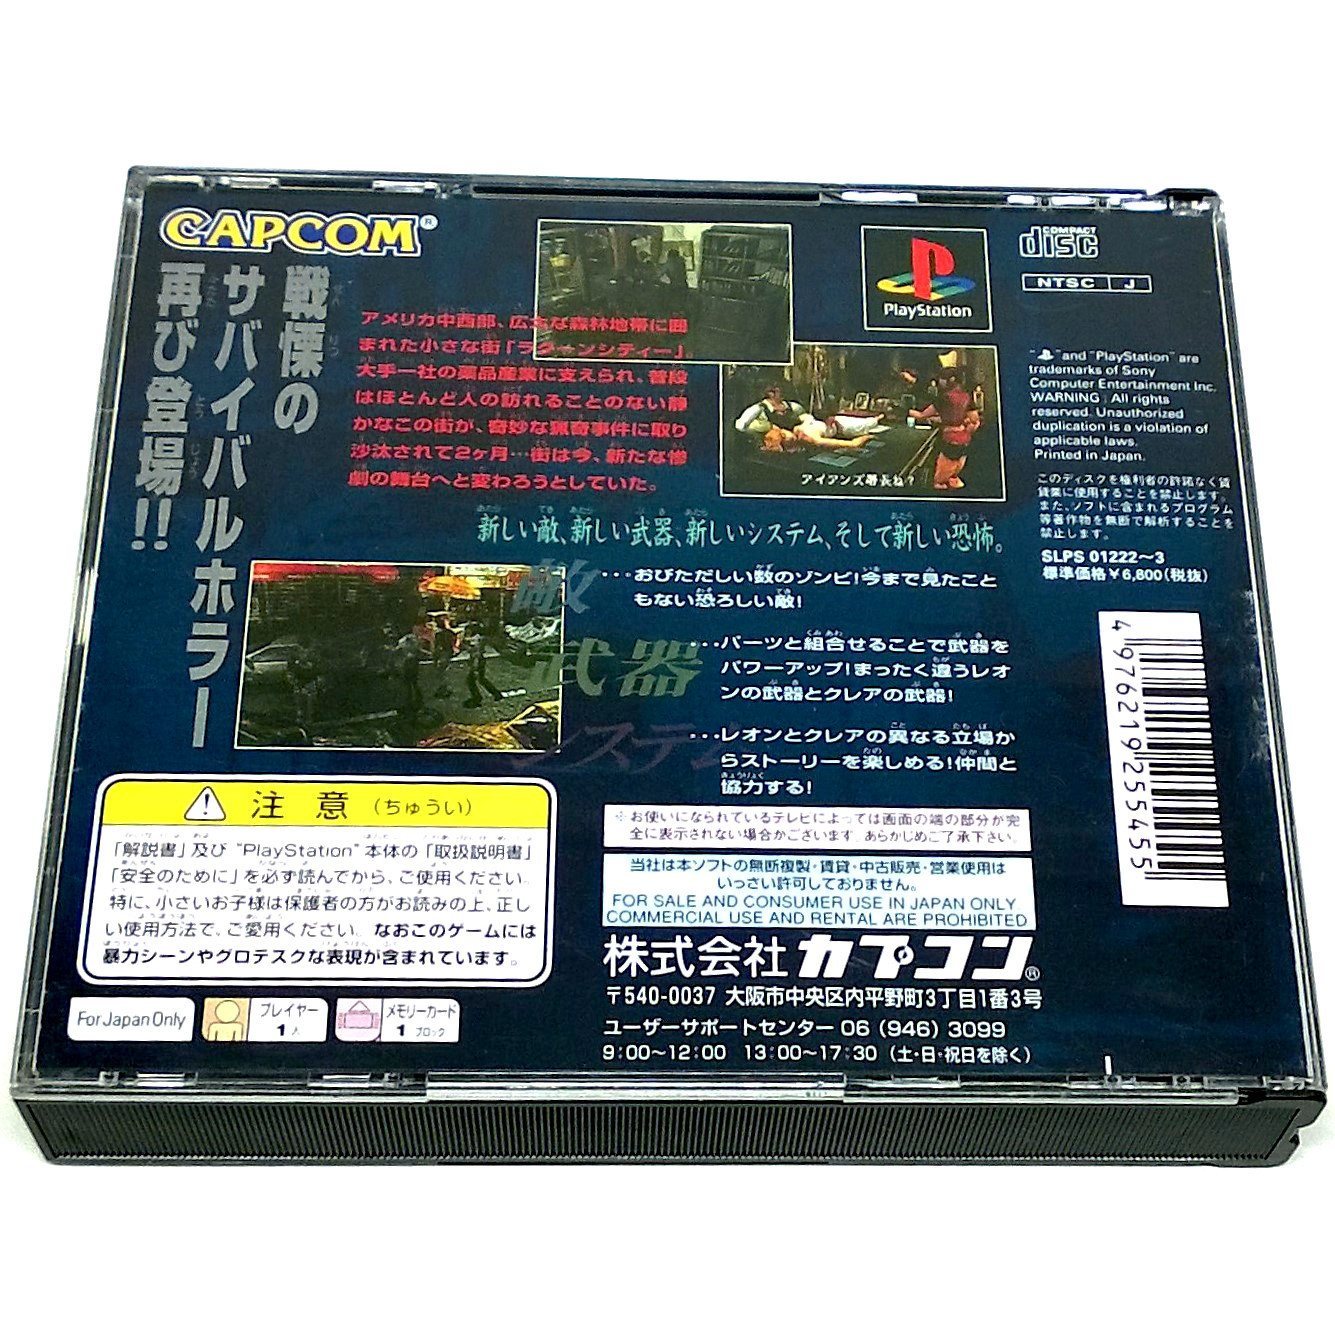 CAPCOM®
戦慄の
サバイバルホラー
再び登場!!
アメリカ中西部、広大な森林地帯に囲
まれた小さな街「ラクーンシティー」。
大手一社の薬品産業に支えられ、普段
はほとんど人の訪れることのない静
かなこの街が、奇妙な猟奇事件に取り
沙汰されて2ヶ月…街は今、新たな惨
劇の舞台へと変わろうとしていた。
アイアンズ署長ね?
新しい敵、新しい武器、新しいシステム、そして新しい恐怖。
敵
…おびただしい数のゾンビ!今まで見たこと
もない恐ろしい敵!
武器
…パーツと組合せることで武器を
パワーアップ!まったく違うレオ
ンの武器とクレアの武器!
システム
…レオンとクレアの異なる立場か
らストーリーを楽しめる!仲間と
協力する!
PlayStation
COMPACT
disc
NTSC J
"PS" and "PlayStation" are
trademarks of Sony
Computer Entertainment Inc.
WARNING : All rights
reserved. Unauthorized
duplication is a violation of
applicable laws.
Printed in Japan.
このディスクを権利者の許諾なく賃
貸業に使用することを禁止します。
また、ソフトに含まれるプログラム
等著作物を無断で解析することを
禁止します。
SLPS 01222〜3
標準価格¥6,800(税抜)
4976219255455
⚠ 注意(ちゅうい)
「解説書」及び "PlayStation" 本体の「取扱説明書」
「安全のために」を必ず読んでから、ご使用ください。
特に、小さいお子様は保護者の方がお読みの上、正し
い使用方法で、ご愛用ください。なおこのゲームには
暴力シーンやグロテスクな表現が含まれています。
For Japan Only
プレイヤー
1人
メモリーカード
1ブロック
※お使いになられているテレビによっては画面の端の部分が完
全に表示されない場合がございます。あらかじめご了承下さい。
当社は本ソフトの無断複製・賃貸・中古販売・営業使用は
いっさい許可しておりません。
FOR SALE AND CONSUMER USE IN JAPAN ONLY
COMMERCIAL USE AND RENTAL ARE PROHIBITED
株式会社カプコン®
〒540-0037 大阪市中央区内平野町3丁目1番3号
ユーザーサポートセンター 06 (946) 3099
9:00〜12:00 13:00〜17:30 (土・日・祝日を除く)